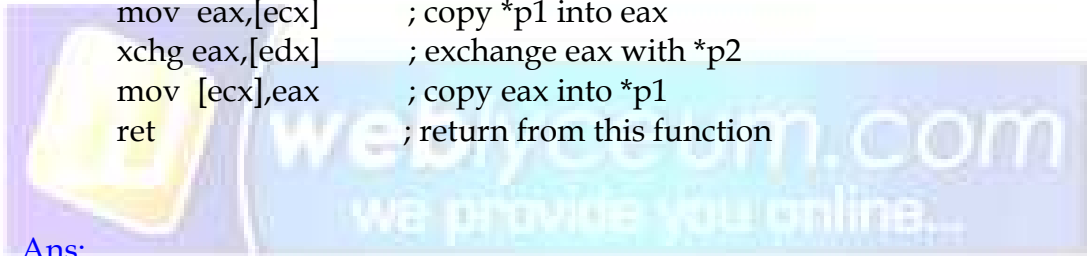 mov eax,[ecx] ; copy *p1 into eax
xchg eax,[edx] ; exchange eax with *p2
mov [ecx],eax ; copy eax into *p1
ret ; return from this function
.com
we provide you online...
Ans: